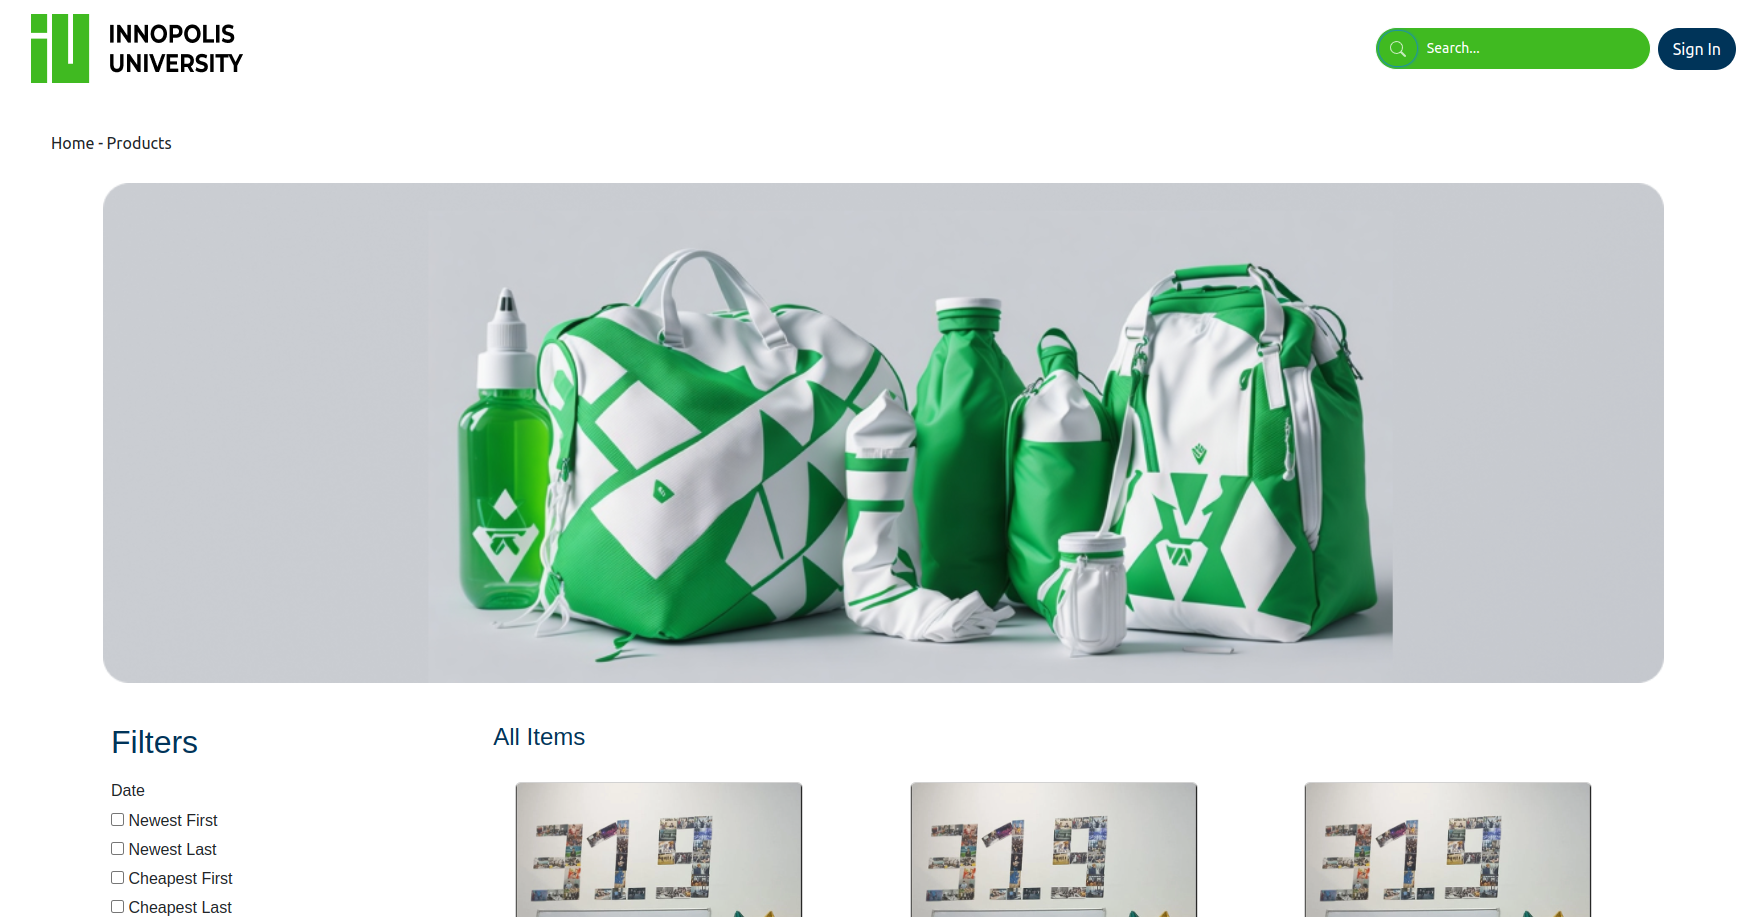 INNOPOLIS
UNIVERSITY
Search...
Sign In
Home - Products
Filters
Date
Newest First
Newest Last
Cheapest First
Cheapest Last
All Items
319
319
319